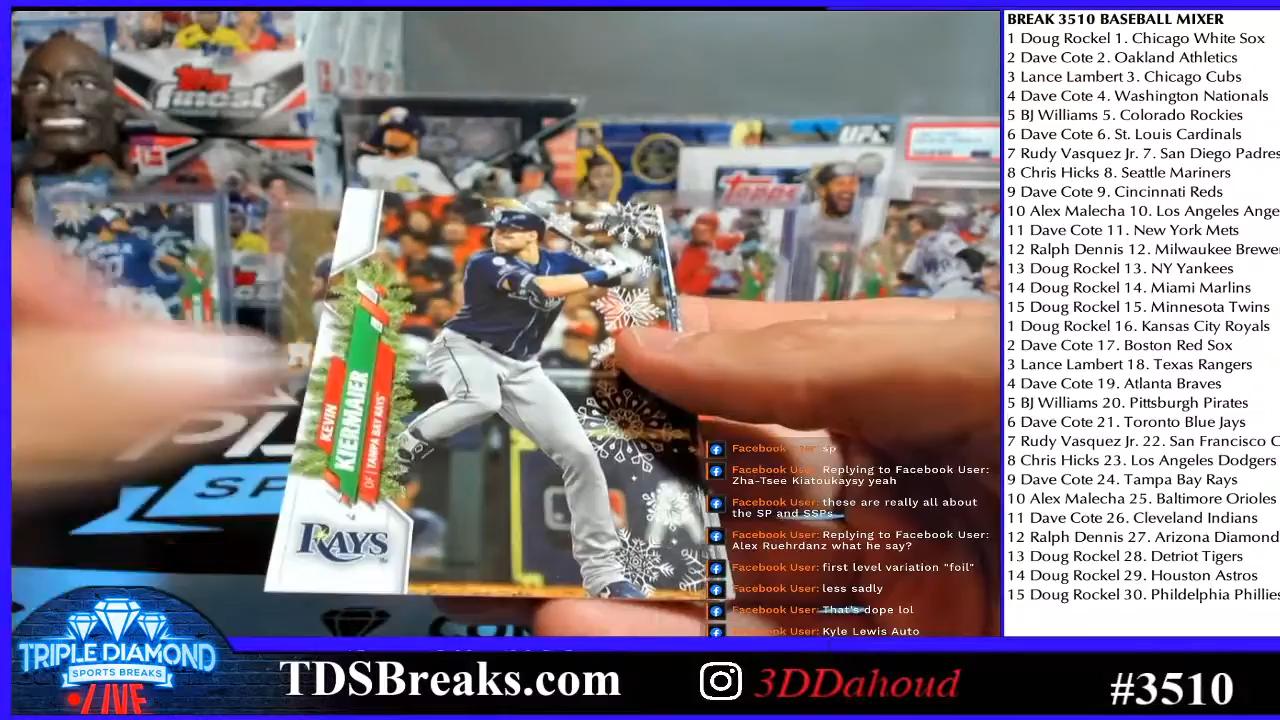 BREAK 3510 BASEBALL MIXER
1 Doug Rockel 1. Chicago White Sox
2 Dave Cote 2. Oakland Athletics
3 Lance Lambert 3. Chicago Cubs
4 Dave Cote 4. Washington Nationals
5 BJ Williams 5. Colorado Rockies
6 Dave Cote 6. St. Louis Cardinals
7 Rudy Vasquez Jr. 7. San Diego Padres
8 Chris Hicks 8. Seattle Mariners
9 Dave Cote 9. Cincinnati Reds
10 Alex Malecha 10. Los Angeles Ange
11 Dave Cote 11. New York Mets
12 Ralph Dennis 12. Milwaukee Brewe
13 Doug Rockel 13. NY Yankees
14 Doug Rockel 14. Miami Marlins
15 Doug Rockel 15. Minnesota Twins
1 Doug Rockel 16. Kansas City Royals
2 Dave Cote 17. Boston Red Sox
3 Lance Lambert 18. Texas Rangers
4 Dave Cote 19. Atlanta Braves
5 BJ Williams 20. Pittsburgh Pirates
6 Dave Cote 21. Toronto Blue Jays
7 Rudy Vasquez Jr. 22. San Francisco C
8 Chris Hicks 23. Los Angeles Dodgers
9 Dave Cote 24. Tampa Bay Rays
10 Alex Malecha 25. Baltimore Orioles
11 Dave Cote 26. Cleveland Indians
12 Ralph Dennis 27. Arizona Diamond
13 Doug Rockel 28. Detriot Tigers
14 Doug Rockel 29. Houston Astros
15 Doug Rockel 30. Phildelphia Phillies
Topps
finest
Topps
UFC
KEVIN
KIERMAIER
OF | TAMPA BAY RAYS
RAYS
SP
Facebook User: sp
Facebook User: Replying to Facebook User:
Zha-Tsee Kiatoukaysy yeah
Facebook User: these are really all about
the SP and SSPs
Facebook User: Replying to Facebook User:
Alex Ruehrdanz what he say?
Facebook User: first level variation "foil"
Facebook User: less sadly
Facebook User: That's dope lol
Facebook User: Kyle Lewis Auto
TRIPLE DIAMOND
SPORTS BREAKS
LIVE
TDSBreaks.com
3DDahoud
#3510